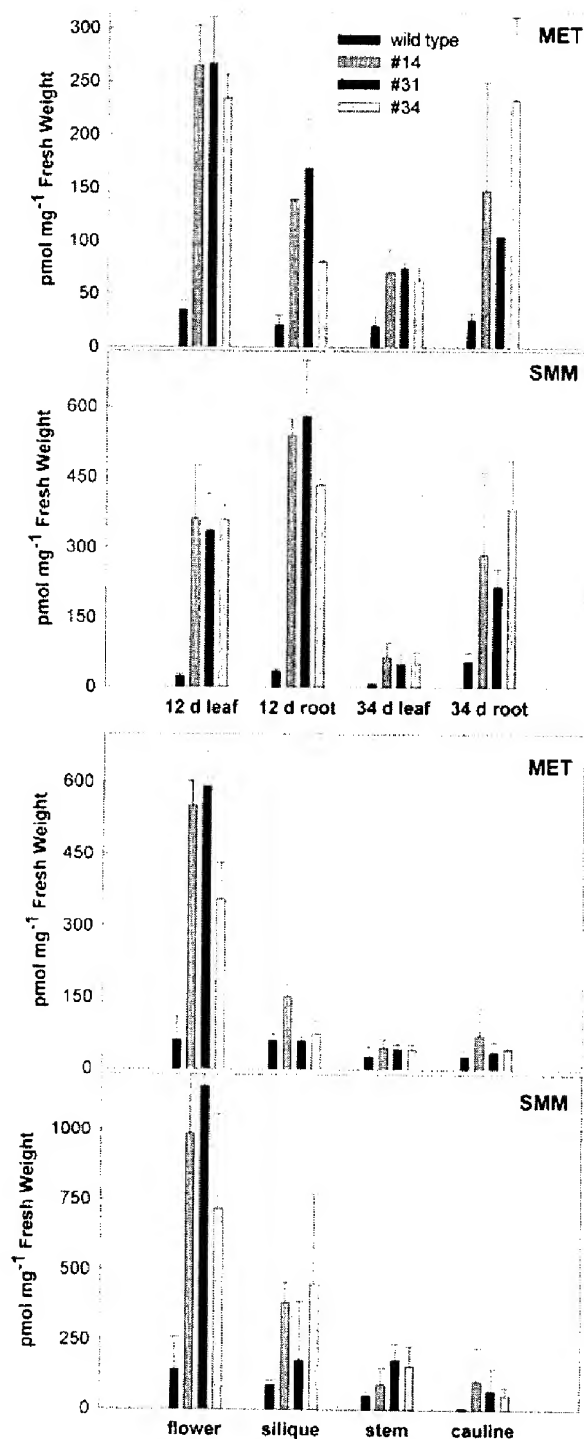 MET
wild type
#14
#31
#34
pmol mg⁻¹ Fresh Weight
300
250
200
150
100
50
0
SMM
pmol mg⁻¹ Fresh Weight
600
450
300
150
0
12 d leaf 12 d root 34 d leaf 34 d root
MET
pmol mg⁻¹ Fresh Weight
600
450
300
150
0
SMM
pmol mg⁻¹ Fresh Weight
1000
750
500
250
0
flower silique stem cauline